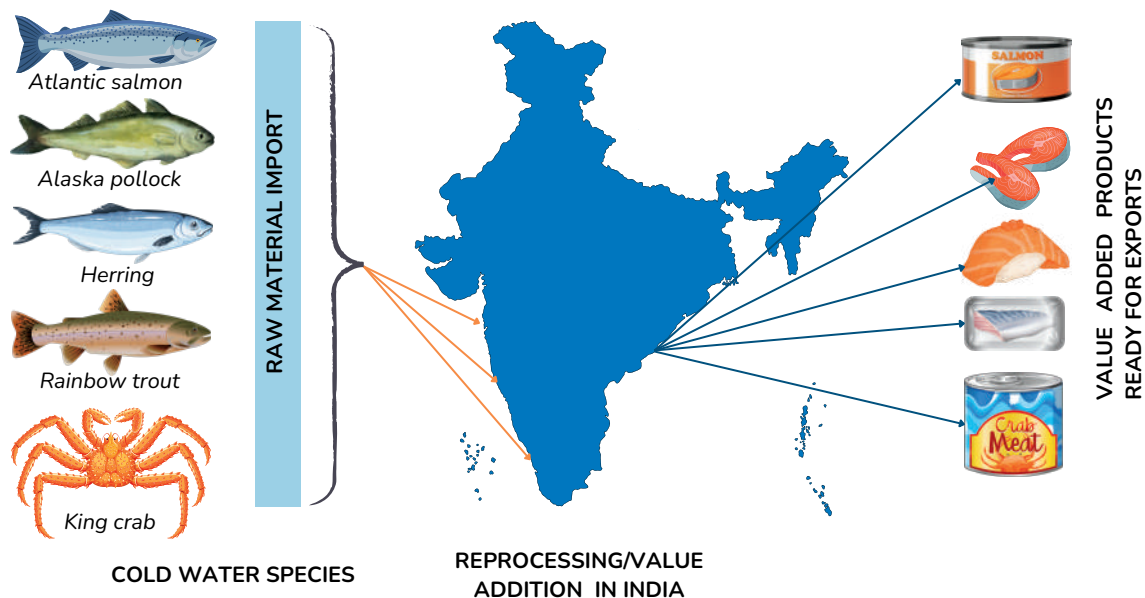 Atlantic salmon
Alaska pollock
Herring
Rainbow trout
King crab
COLD WATER SPECIES
RAW MATERIAL IMPORT
REPROCESSING/VALUE
ADDITION IN INDIA
SALMON
Crab
Meat
VALUE ADDED PRODUCTS
READY FOR EXPORTS